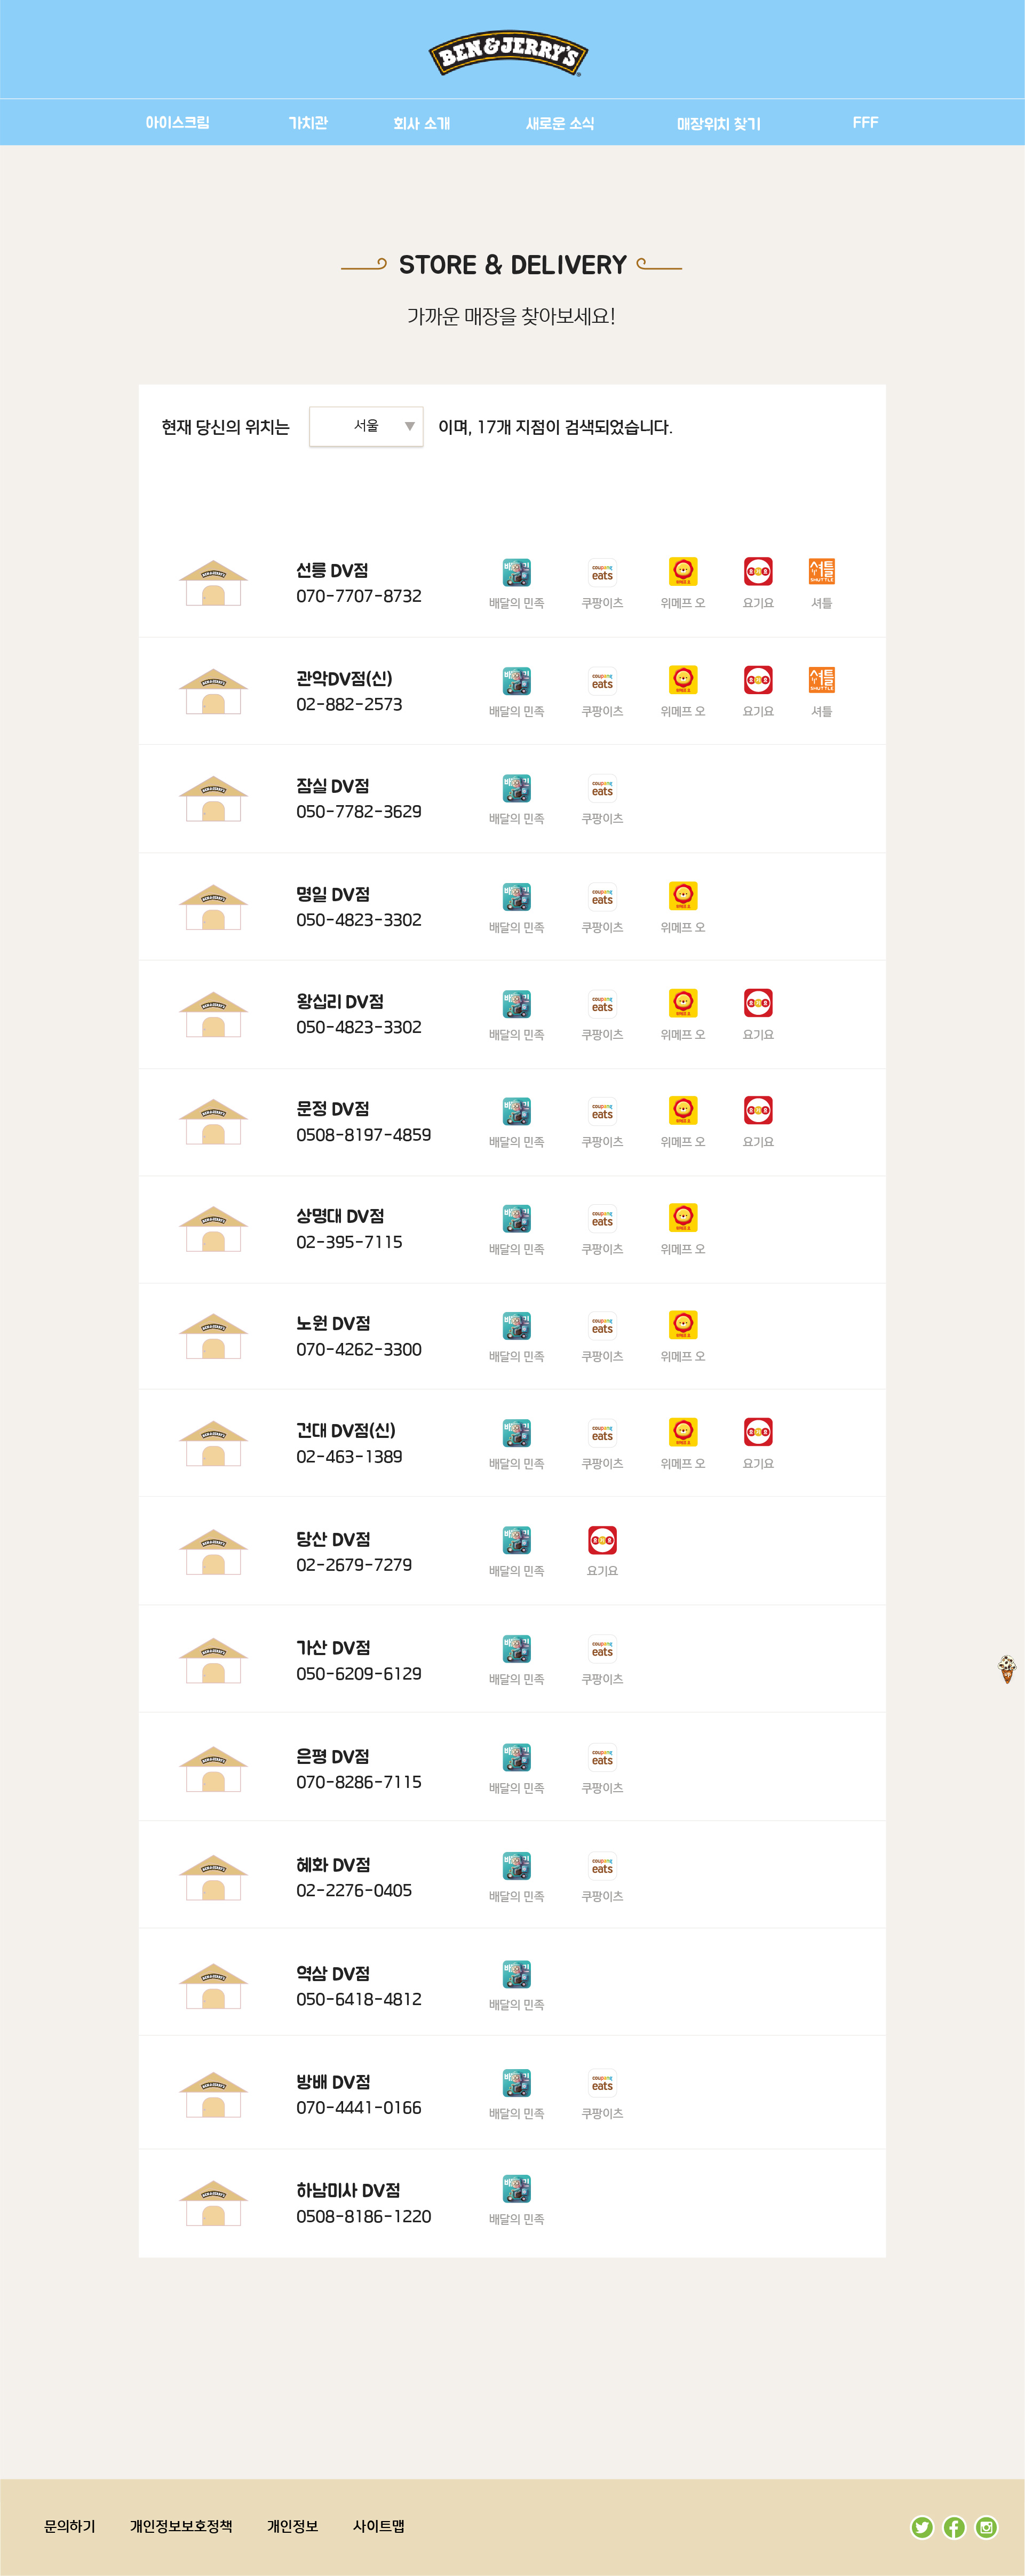 BEN & JERRY'S
아이스크림 가치관 회사 소개 새로운 소식 매장위치 찾기 FFF
STORE & DELIVERY
가까운 매장을 찾아보세요!
현재 당신의 위치는 서울 ▼ 이며, 17개 지점이 검색되었습니다.
선릉 DV점
070-7707-8732
배달의 민족 쿠팡이츠 위메프 오 요기요 셔틀
관악DV점(신)
02-882-2573
배달의 민족 쿠팡이츠 위메프 오 요기요 셔틀
잠실 DV점
050-7782-3629
배달의 민족 쿠팡이츠
명일 DV점
050-4823-3302
배달의 민족 쿠팡이츠 위메프 오
왕십리 DV점
050-4823-3302
배달의 민족 쿠팡이츠 위메프 오 요기요
문정 DV점
0508-8197-4859
배달의 민족 쿠팡이츠 위메프 오 요기요
상명대 DV점
02-395-7115
배달의 민족 쿠팡이츠 위메프 오
노원 DV점
070-4262-3300
배달의 민족 쿠팡이츠 위메프 오
건대 DV점(신)
02-463-1389
배달의 민족 쿠팡이츠 위메프 오 요기요
당산 DV점
02-2679-7279
배달의 민족 요기요
가산 DV점
050-6209-6129
배달의 민족 쿠팡이츠
은평 DV점
070-8286-7115
배달의 민족 쿠팡이츠
혜화 DV점
02-2276-0405
배달의 민족 쿠팡이츠
역삼 DV점
050-6418-4812
배달의 민족
방배 DV점
070-4441-0166
배달의 민족 쿠팡이츠
하남미사 DV점
0508-8186-1220
배달의 민족
문의하기 개인정보보호정책 개인정보 사이트맵